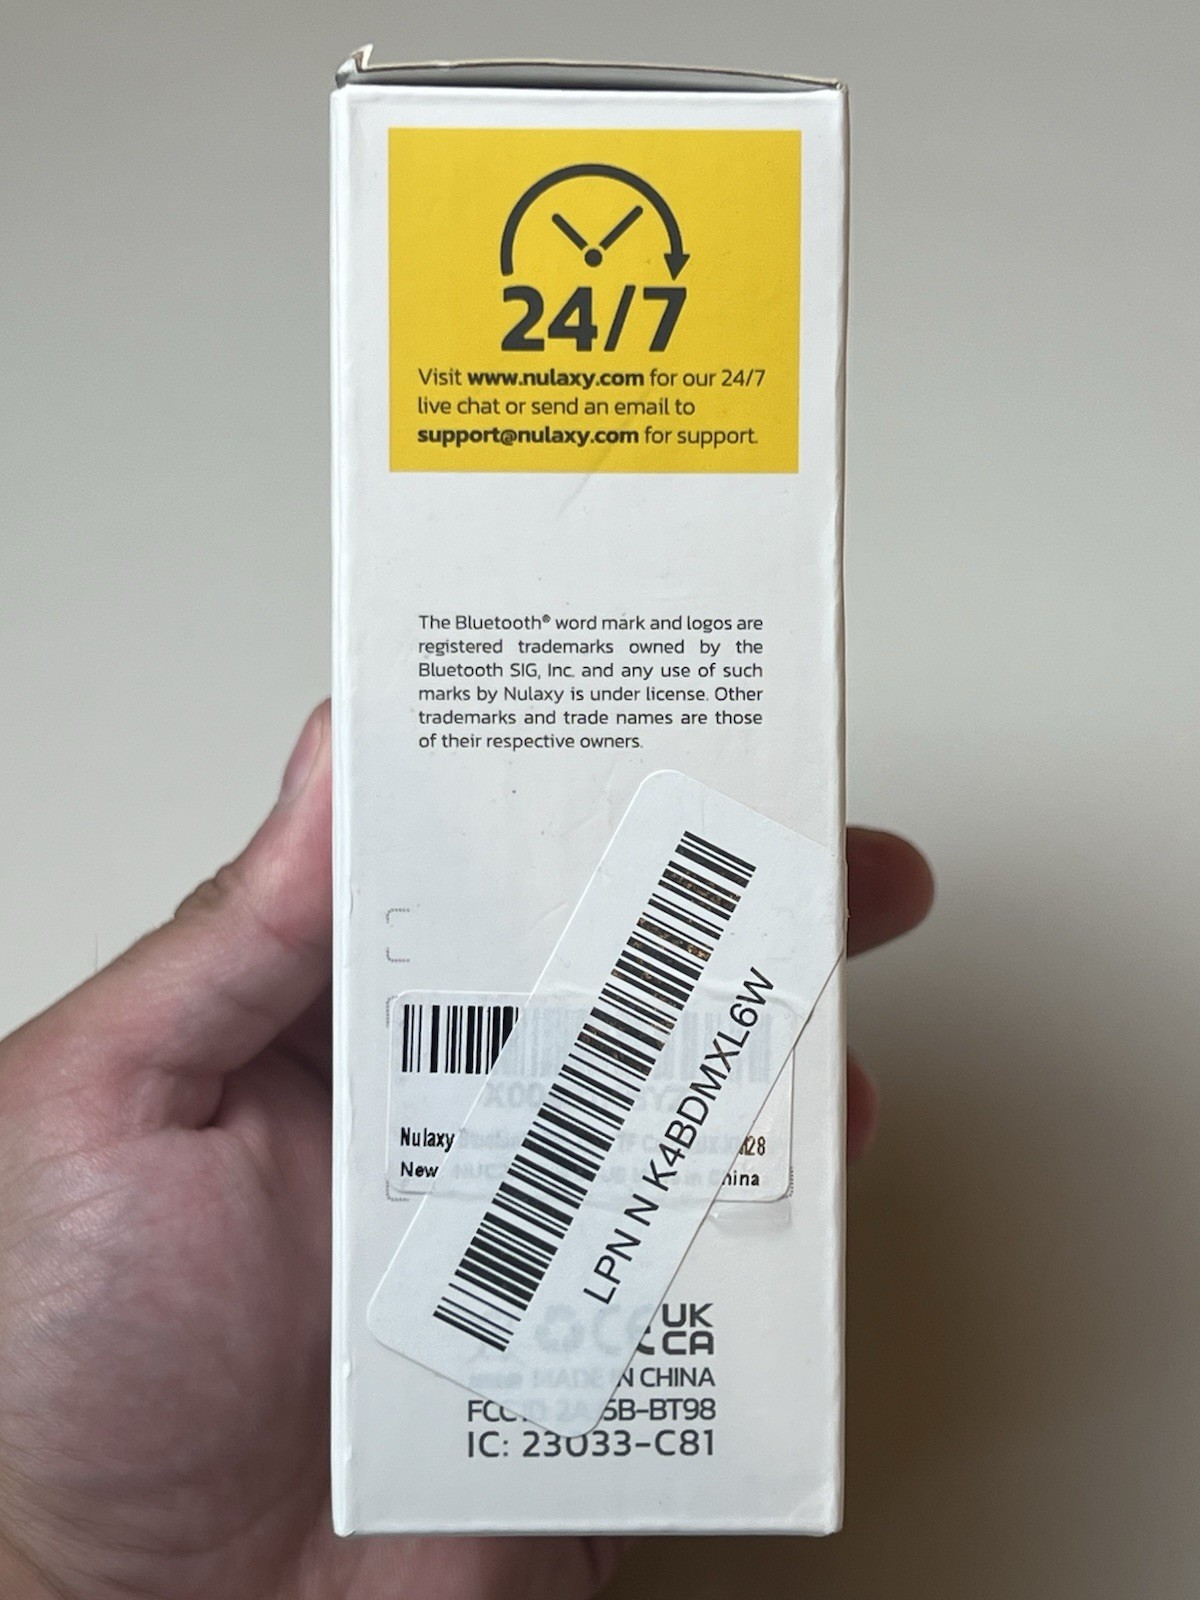 24/7
Visit www.nulaxy.com for our 24/7
live chat or send an email to
support@nulaxy.com for support.
The Bluetooth® word mark and logos are
registered trademarks owned by the
Bluetooth SIG, Inc. and any use of such
marks by Nulaxy is under license. Other
trademarks and trade names are those
of their respective owners.
LPN N K4BDMXL6W
Nulaxy
New
UK
CA
MADE IN CHINA
IC: 23033-C81